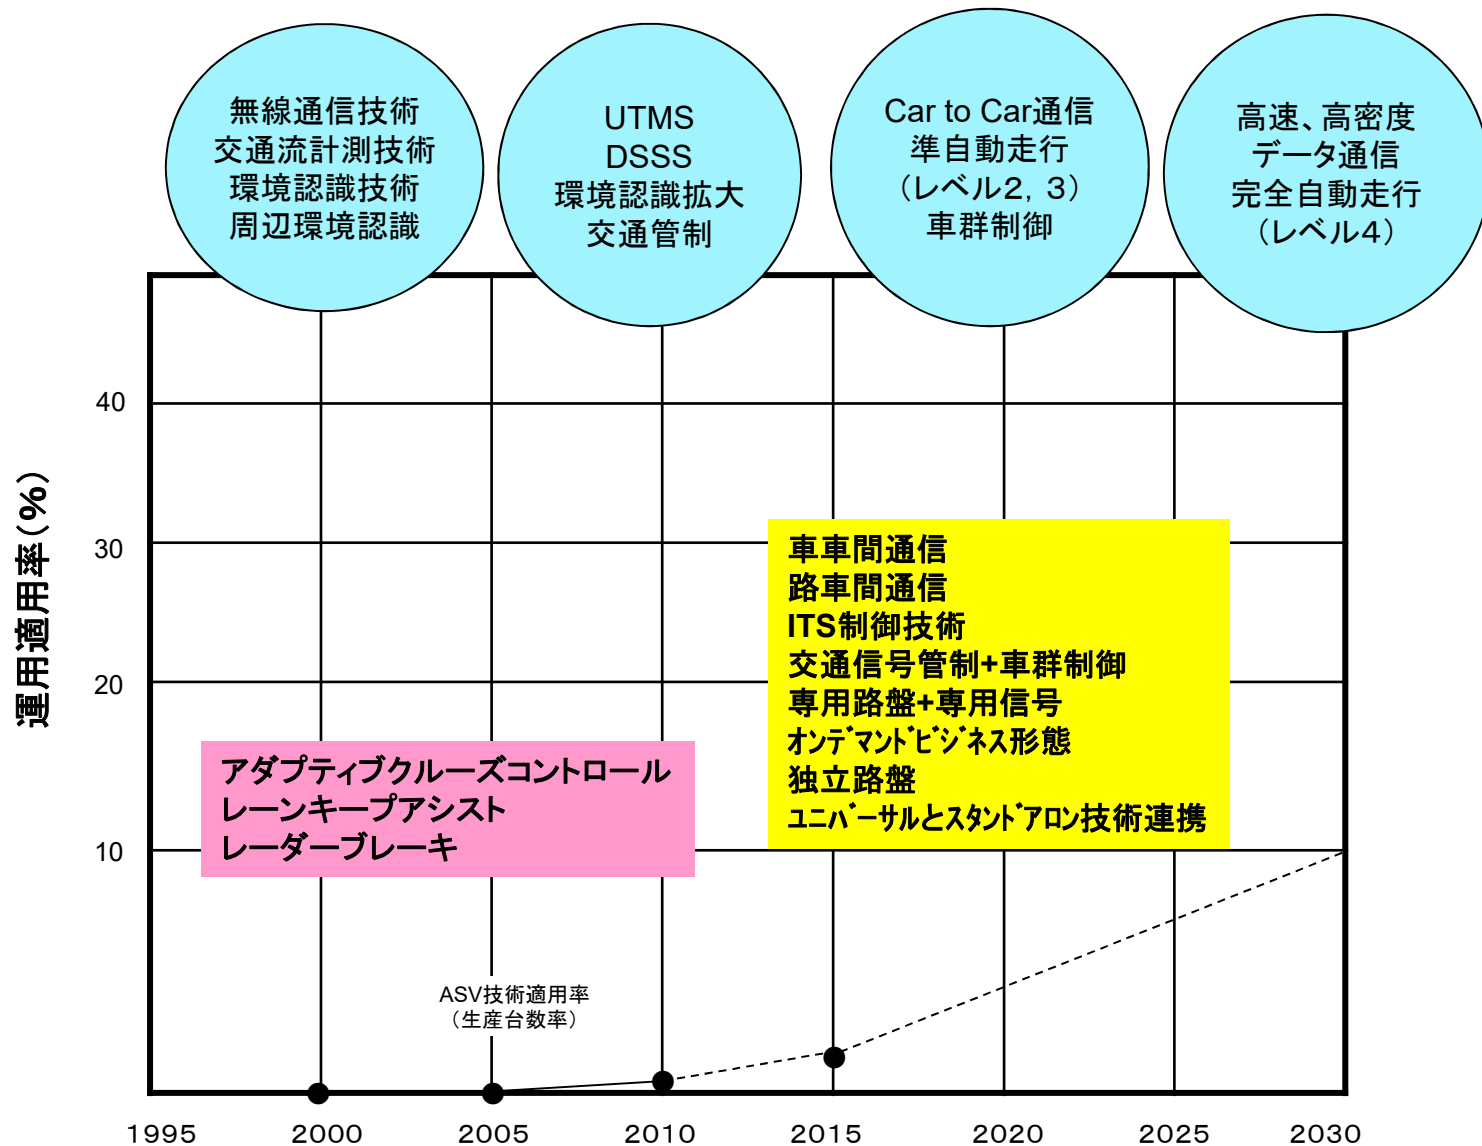 無線通信技術
交通流計測技術
環境認識技術
周辺環境認識
UTMS
DSSS
環境認識拡大
交通管制
Car to Car通信
準自動走行
（レベル２，３）
車群制御
高速、高密度
データ通信
完全自動走行
（レベル４）
運用適用率（％）
40
30
20
10
車車間通信
路車間通信
ITS制御技術
交通信号管制+車群制御
専用路盤+専用信号
ｵﾝﾃﾞﾏﾝﾄﾞﾋﾞｼﾞﾈｽ形態
独立路盤
ﾕﾆﾊﾞｰｻﾙとｽﾀﾝﾄﾞｱﾛﾝ技術連携
アダプティブクルーズコントロール
レーンキープアシスト
レーダーブレーキ
ASV技術適用率
（生産台数率）
1995 2000 2005 2010 2015 2020 2025 2030